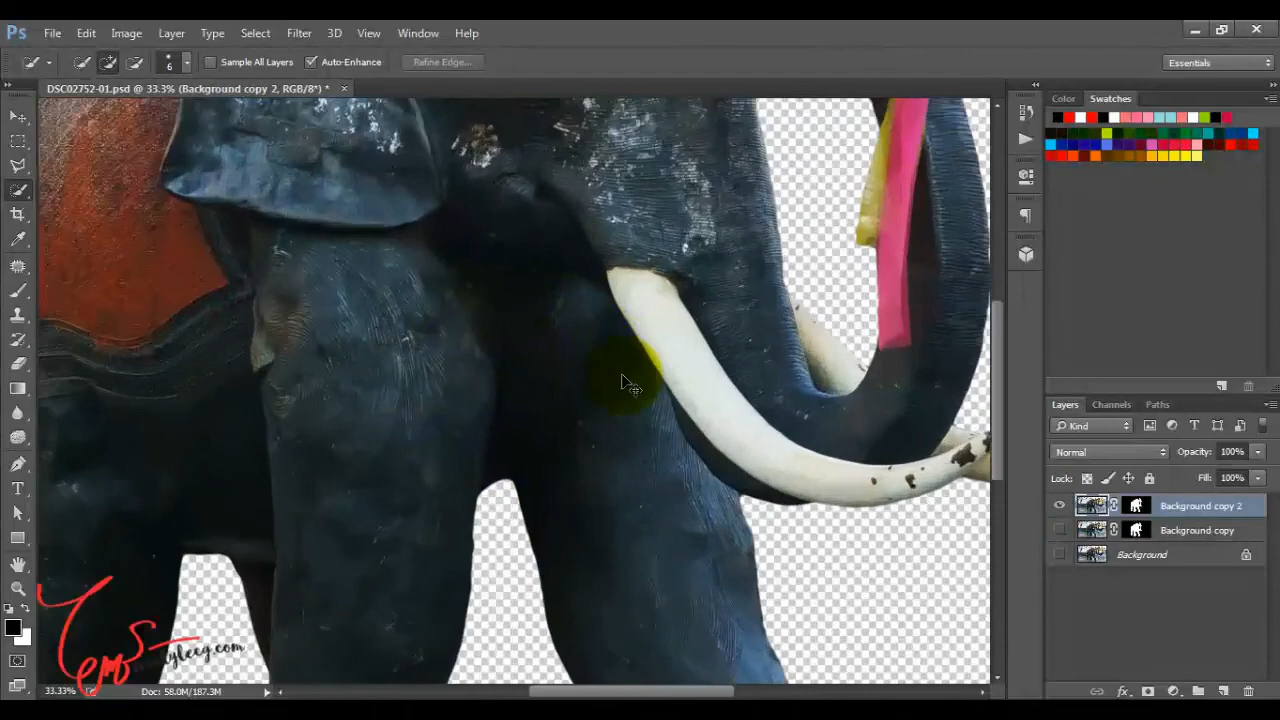 Ps File Edit Image Layer Type Select Filter 3D View Window Help
6 Sample All Layers Auto-Enhance Refine Edge... Essentials
DSC02752-01.psd @ 33.3% (Background copy 2, RGB/8*) *
Color Swatches
Layers Channels Paths
Kind
Normal Opacity: 100%
Lock: Fill: 100%
Background copy 2
Background copy
Background
33.33% Doc: 58.0M/187.3M